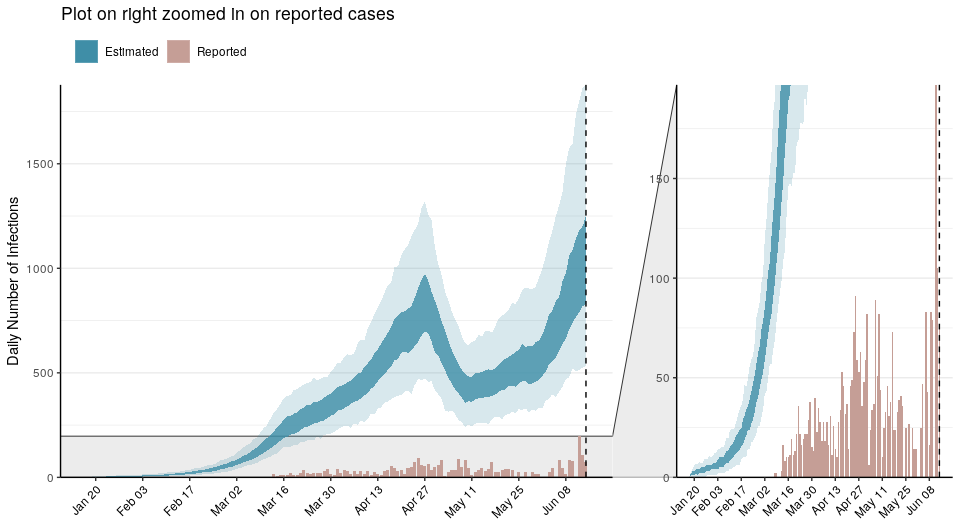 Plot on right zoomed in on reported cases
Estimated Reported
Daily Number of Infections
1500
1000
500
0
Jan 20 Feb 03 Feb 17 Mar 02 Mar 16 Mar 30 Apr 13 Apr 27 May 11 May 25 Jun 08
150
100
50
0
Jan 20 Feb 03 Feb 17 Mar 02 Mar 16 Mar 30 Apr 13 Apr 27 May 11 May 25 Jun 08